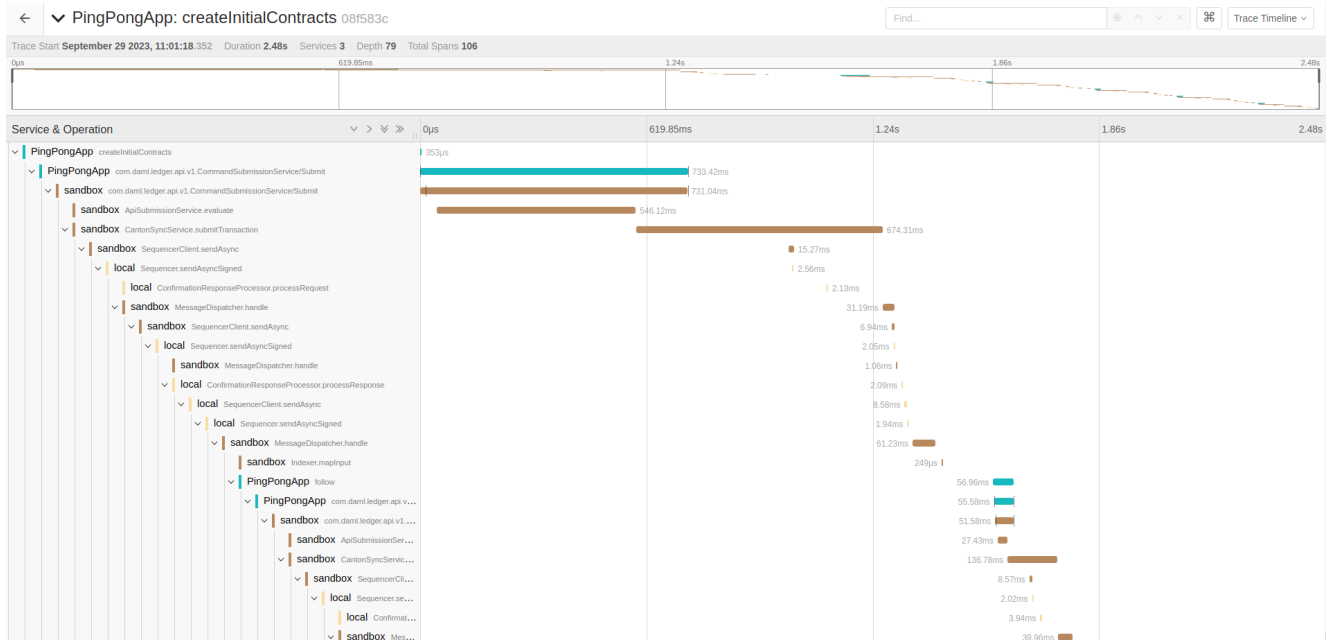 PingPongApp: createInitialContracts 08f583c
Find...
Trace Timeline
Trace Start September 29 2023, 11:01:18.352 Duration 2.48s Services 3 Depth 79 Total Spans 106
0μs 619.85ms 1.24s 1.86s 2.48s
Service & Operation 0μs 619.85ms 1.24s 1.86s 2.48s
PingPongApp createInitialContracts 353μs
PingPongApp com.daml.ledger.api.v1.CommandSubmissionService/Submit 733.42ms
sandbox com.daml.ledger.api.v1.CommandSubmissionService/Submit 731.04ms
sandbox ApiSubmissionService.evaluate 546.12ms
sandbox CantonSyncService.submitTransaction 674.31ms
sandbox SequencerClient.sendAsync 15.27ms
local Sequencer.sendAsyncSigned 2.56ms
local ConfirmationResponseProcessor.processRequest 2.13ms
sandbox MessageDispatcher.handle 31.19ms
sandbox SequencerClient.sendAsync 6.94ms
local Sequencer.sendAsyncSigned 2.05ms
sandbox MessageDispatcher.handle 1.06ms
local ConfirmationResponseProcessor.processResponse 2.09ms
local SequencerClient.sendAsync 8.58ms
local Sequencer.sendAsyncSigned 1.94ms
sandbox MessageDispatcher.handle 61.23ms
sandbox Indexer.mapInput 249μs
PingPongApp follow 56.96ms
PingPongApp com.daml.ledger.api.v... 55.58ms
sandbox com.daml.ledger.api.v1.... 51.58ms
sandbox ApiSubmissionSer... 27.43ms
sandbox CantonSyncServic... 136.78ms
sandbox SequencerCli... 8.57ms
local Sequencer.se... 2.02ms
local Confirmat... 3.94ms
sandbox Mes... 39.96ms